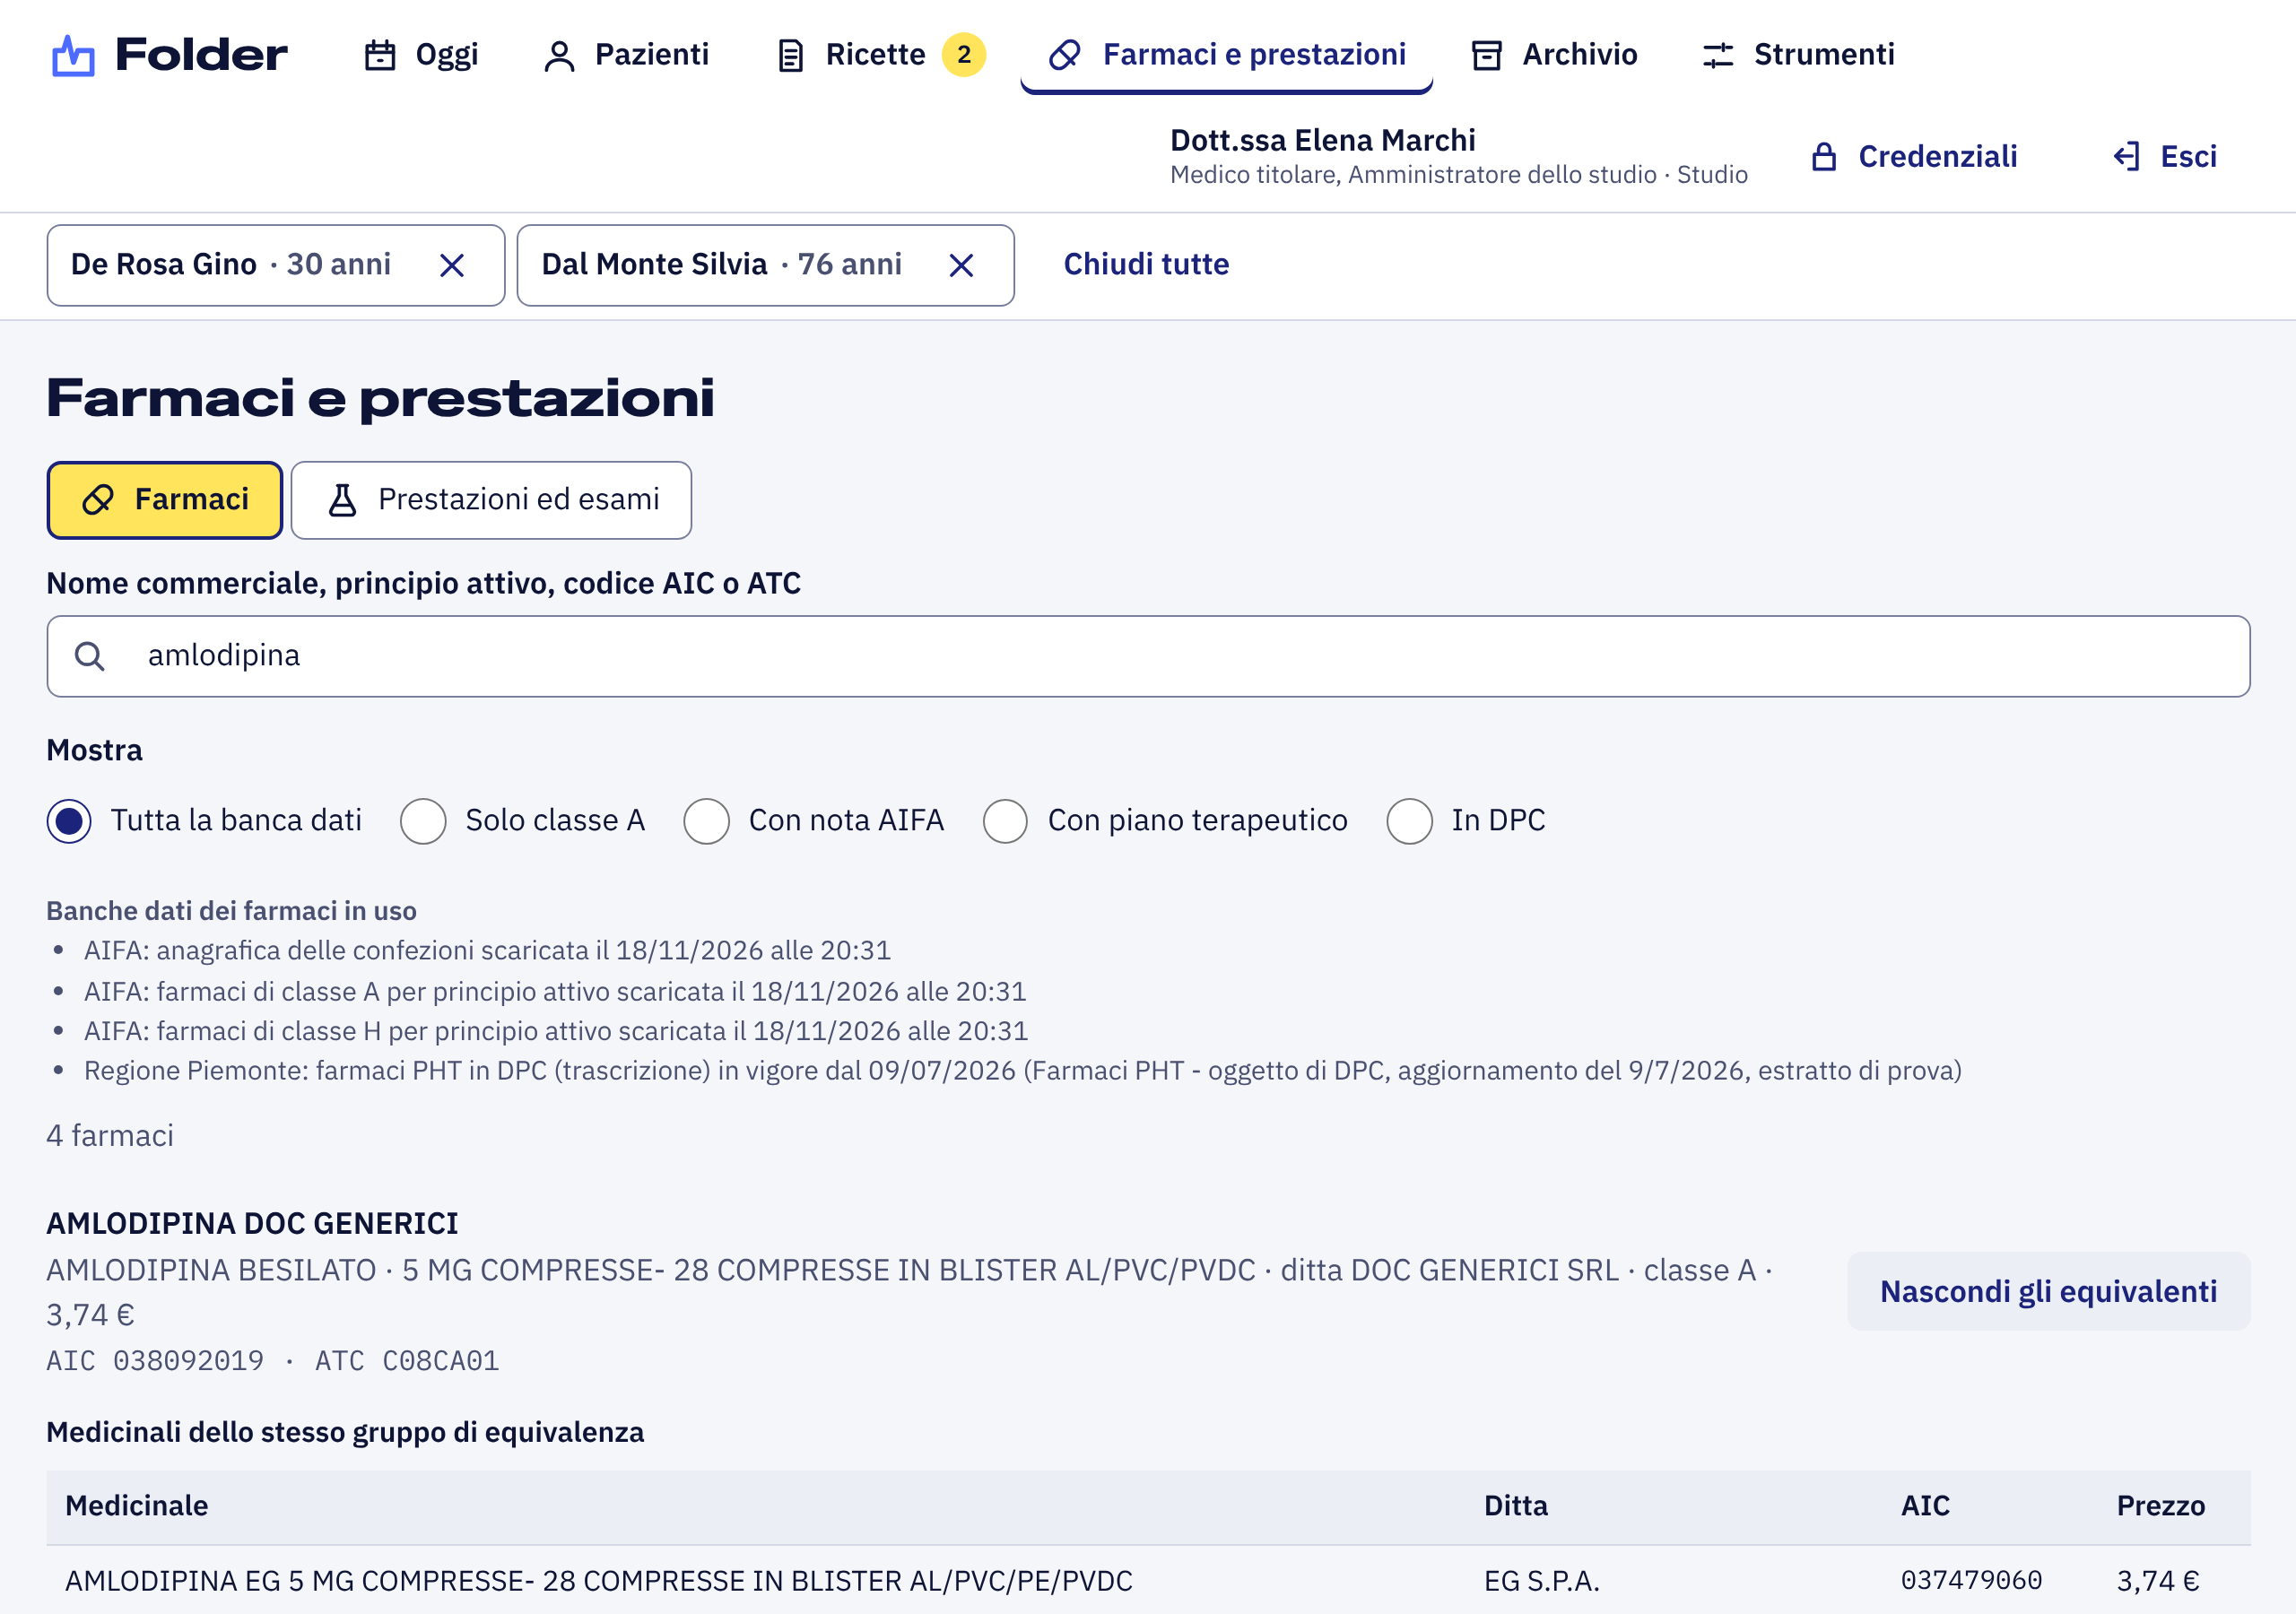 Folder
Oggi
Pazienti
Ricette 2
Farmaci e prestazioni
Archivio
Strumenti
Dott.ssa Elena Marchi
Medico titolare, Amministratore dello studio · Studio
Credenziali
Esci
De Rosa Gino · 30 anni
Dal Monte Silvia · 76 anni
Chiudi tutte
Farmaci e prestazioni
Farmaci
Prestazioni ed esami
Nome commerciale, principio attivo, codice AIC o ATC
amlodipina
Mostra
Tutta la banca dati
Solo classe A
Con nota AIFA
Con piano terapeutico
In DPC
Banche dati dei farmaci in uso
• AIFA: anagrafica delle confezioni scaricata il 18/11/2026 alle 20:31
• AIFA: farmaci di classe A per principio attivo scaricata il 18/11/2026 alle 20:31
• AIFA: farmaci di classe H per principio attivo scaricata il 18/11/2026 alle 20:31
• Regione Piemonte: farmaci PHT in DPC (trascrizione) in vigore dal 09/07/2026 (Farmaci PHT - oggetto di DPC, aggiornamento del 9/7/2026, estratto di prova)
4 farmaci
AMLODIPINA DOC GENERICI
AMLODIPINA BESILATO · 5 MG COMPRESSE- 28 COMPRESSE IN BLISTER AL/PVC/PVDC · ditta DOC GENERICI SRL · classe A ·
3,74 €
AIC 038092019 · ATC C08CA01
Nascondi gli equivalenti
Medicinali dello stesso gruppo di equivalenza
Medicinale Ditta AIC Prezzo
AMLODIPINA EG 5 MG COMPRESSE- 28 COMPRESSE IN BLISTER AL/PVC/PE/PVDC EG S.P.A. 037479060 3,74 €